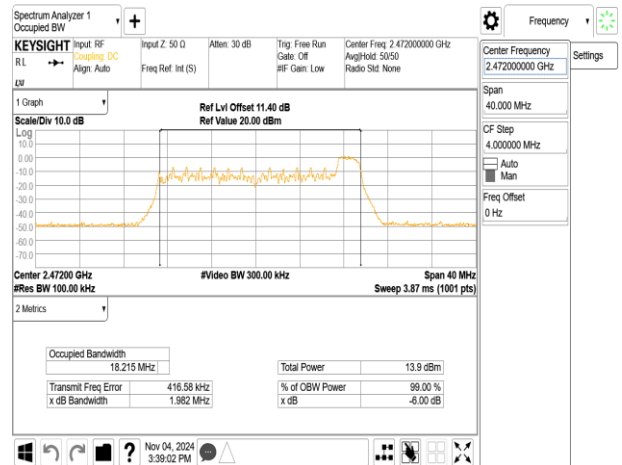 Spectrum Analyzer 1
Occupied BW
Frequency
KEYSIGHT
Input: RF
Input Z: 50 Ω
Atten: 30 dB
Trig: Free Run
Center Freq: 2.472000000 GHz
RL
Coupling: DC
Gate: Off
Avg|Hold: 50/50
Align: Auto
Freq Ref: Int (S)
#IF Gain: Low
Radio Std: None
Center Frequency
2.472000000 GHz
Settings
Span
40.000 MHz
CF Step
4.000000 MHz
Auto
Man
Freq Offset
0 Hz
1 Graph
Ref Lvl Offset 11.40 dB
Scale/Div 10.0 dB
Ref Value 20.00 dBm
Log
10.0
0.00
-10.0
-20.0
-30.0
-40.0
-50.0
-60.0
-70.0
Center 2.47200 GHz
#Video BW 300.00 kHz
Span 40 MHz
#Res BW 100.00 kHz
Sweep 3.87 ms (1001 pts)
2 Metrics
Occupied Bandwidth
18.215 MHz
Total Power
13.9 dBm
Transmit Freq Error
416.58 kHz
% of OBW Power
99.00 %
x dB Bandwidth
1.982 MHz
x dB
-6.00 dB
?
Nov 04, 2024
3:39:02 PM